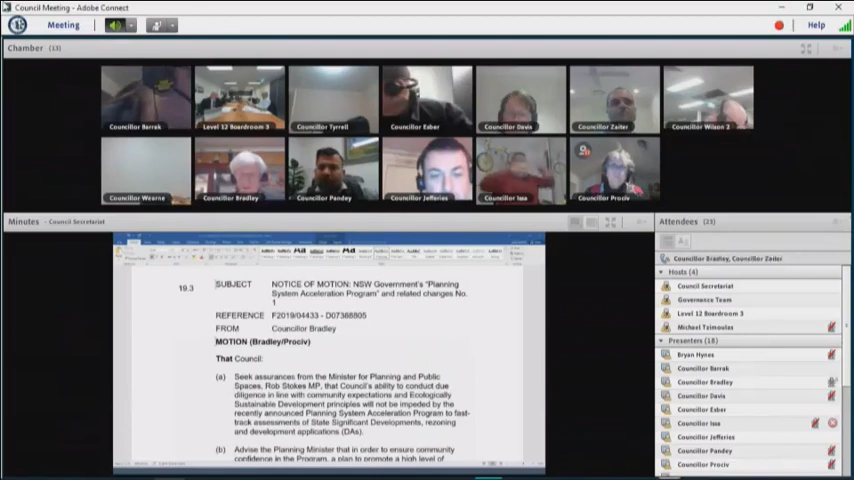 Council Meeting - Adobe Connect
Meeting
Help
Chamber (13)
Councillor Barrak
Level 12 Boardroom 3
Councillor Tyrrell
Councillor Esber
Councillor Davis
Councillor Zaiter
Councillor Wilson 2
Councillor Wearne
Councillor Bradley
Councillor Pandey
Councillor Jefferies
Councillor Issa
Councillor Prociv
Minutes - Council Secretariat
19.3
SUBJECT
NOTICE OF MOTION: NSW Government's "Planning
System Acceleration Program" and related changes No.
1
REFERENCE F2019/04433 - D07368805
FROM Councillor Bradley
MOTION (Bradley/Prociv)
That Council:
(a) Seek assurances from the Minister for Planning and Public
Spaces, Rob Stokes MP, that Council's ability to conduct due
diligence in line with community expectations and Ecologically
Sustainable Development principles will not be impeded by the
recently announced Planning System Acceleration Program to fast-
track assessments of State Significant Developments, rezoning
and development applications (DAs).
(b) Advise the Planning Minister that in order to ensure community
confidence in the Program, a plan to promote a high level of
Attendees (23)
Councillor Bradley, Councillor Zaiter
Hosts (4)
Council Secretariat
Governance Team
Level 12 Boardroom 3
Michael Tzimoulas
Presenters (18)
Bryan Hynes
Councillor Barrak
Councillor Bradley
Councillor Davis
Councillor Esber
Councillor Issa
Councillor Jefferies
Councillor Pandey
Councillor Prociv